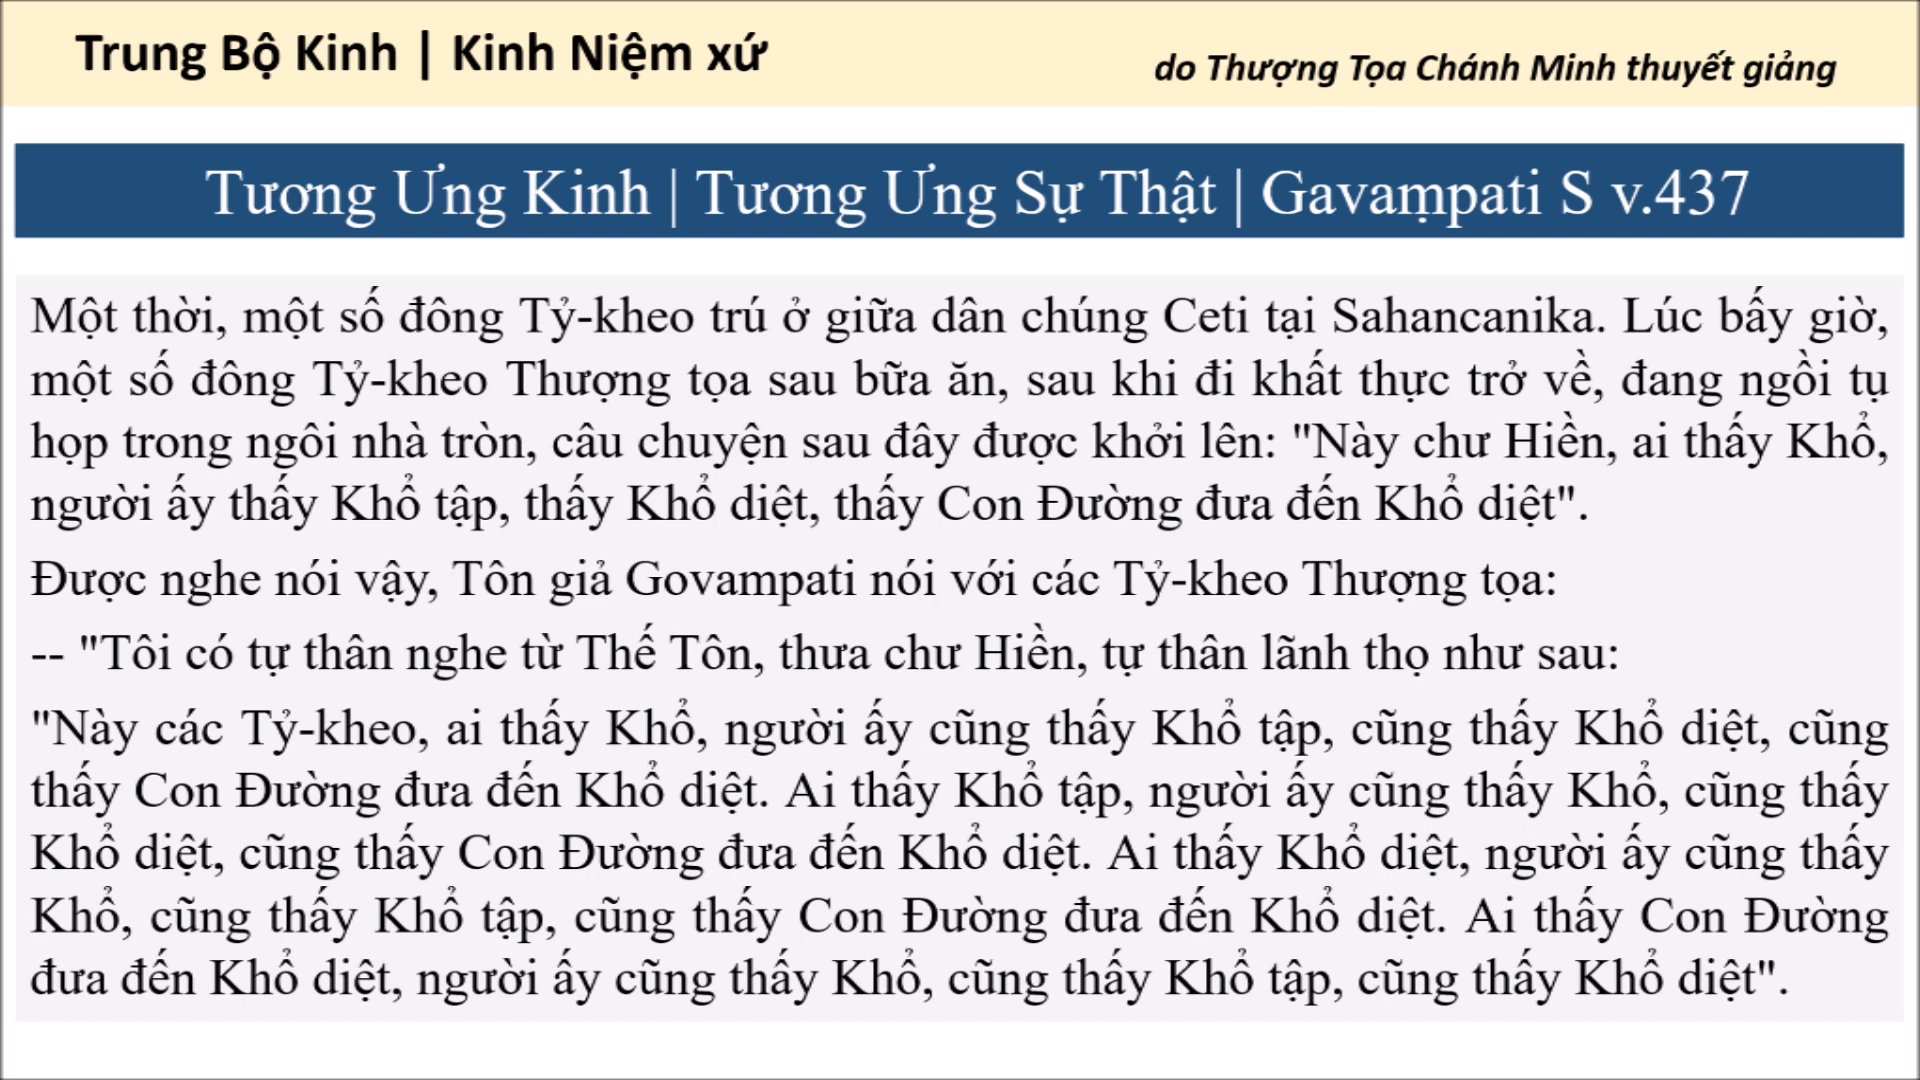 Trung Bộ Kinh | Kinh Niệm xứ
do Thượng Tọa Chánh Minh thuyết giảng
Tương Ưng Kinh | Tương Ưng Sự Thật | Gavaṃpati S v.437
Một thời, một số đông Tỷ-kheo trú ở giữa dân chúng Ceti tại Sahancanika. Lúc bấy giờ,
một số đông Tỷ-kheo Thượng tọa sau bữa ăn, sau khi đi khất thực trở về, đang ngồi tụ
họp trong ngôi nhà tròn, câu chuyện sau đây được khởi lên: "Này chư Hiền, ai thấy Khổ,
người ấy thấy Khổ tập, thấy Khổ diệt, thấy Con Đường đưa đến Khổ diệt".
Được nghe nói vậy, Tôn giả Govampati nói với các Tỷ-kheo Thượng tọa:
-- "Tôi có tự thân nghe từ Thế Tôn, thưa chư Hiền, tự thân lãnh thọ như sau:
"Này các Tỷ-kheo, ai thấy Khổ, người ấy cũng thấy Khổ tập, cũng thấy Khổ diệt, cũng
thấy Con Đường đưa đến Khổ diệt. Ai thấy Khổ tập, người ấy cũng thấy Khổ, cũng thấy
Khổ diệt, cũng thấy Con Đường đưa đến Khổ diệt. Ai thấy Khổ diệt, người ấy cũng thấy
Khổ, cũng thấy Khổ tập, cũng thấy Con Đường đưa đến Khổ diệt. Ai thấy Con Đường
đưa đến Khổ diệt, người ấy cũng thấy Khổ, cũng thấy Khổ tập, cũng thấy Khổ diệt".